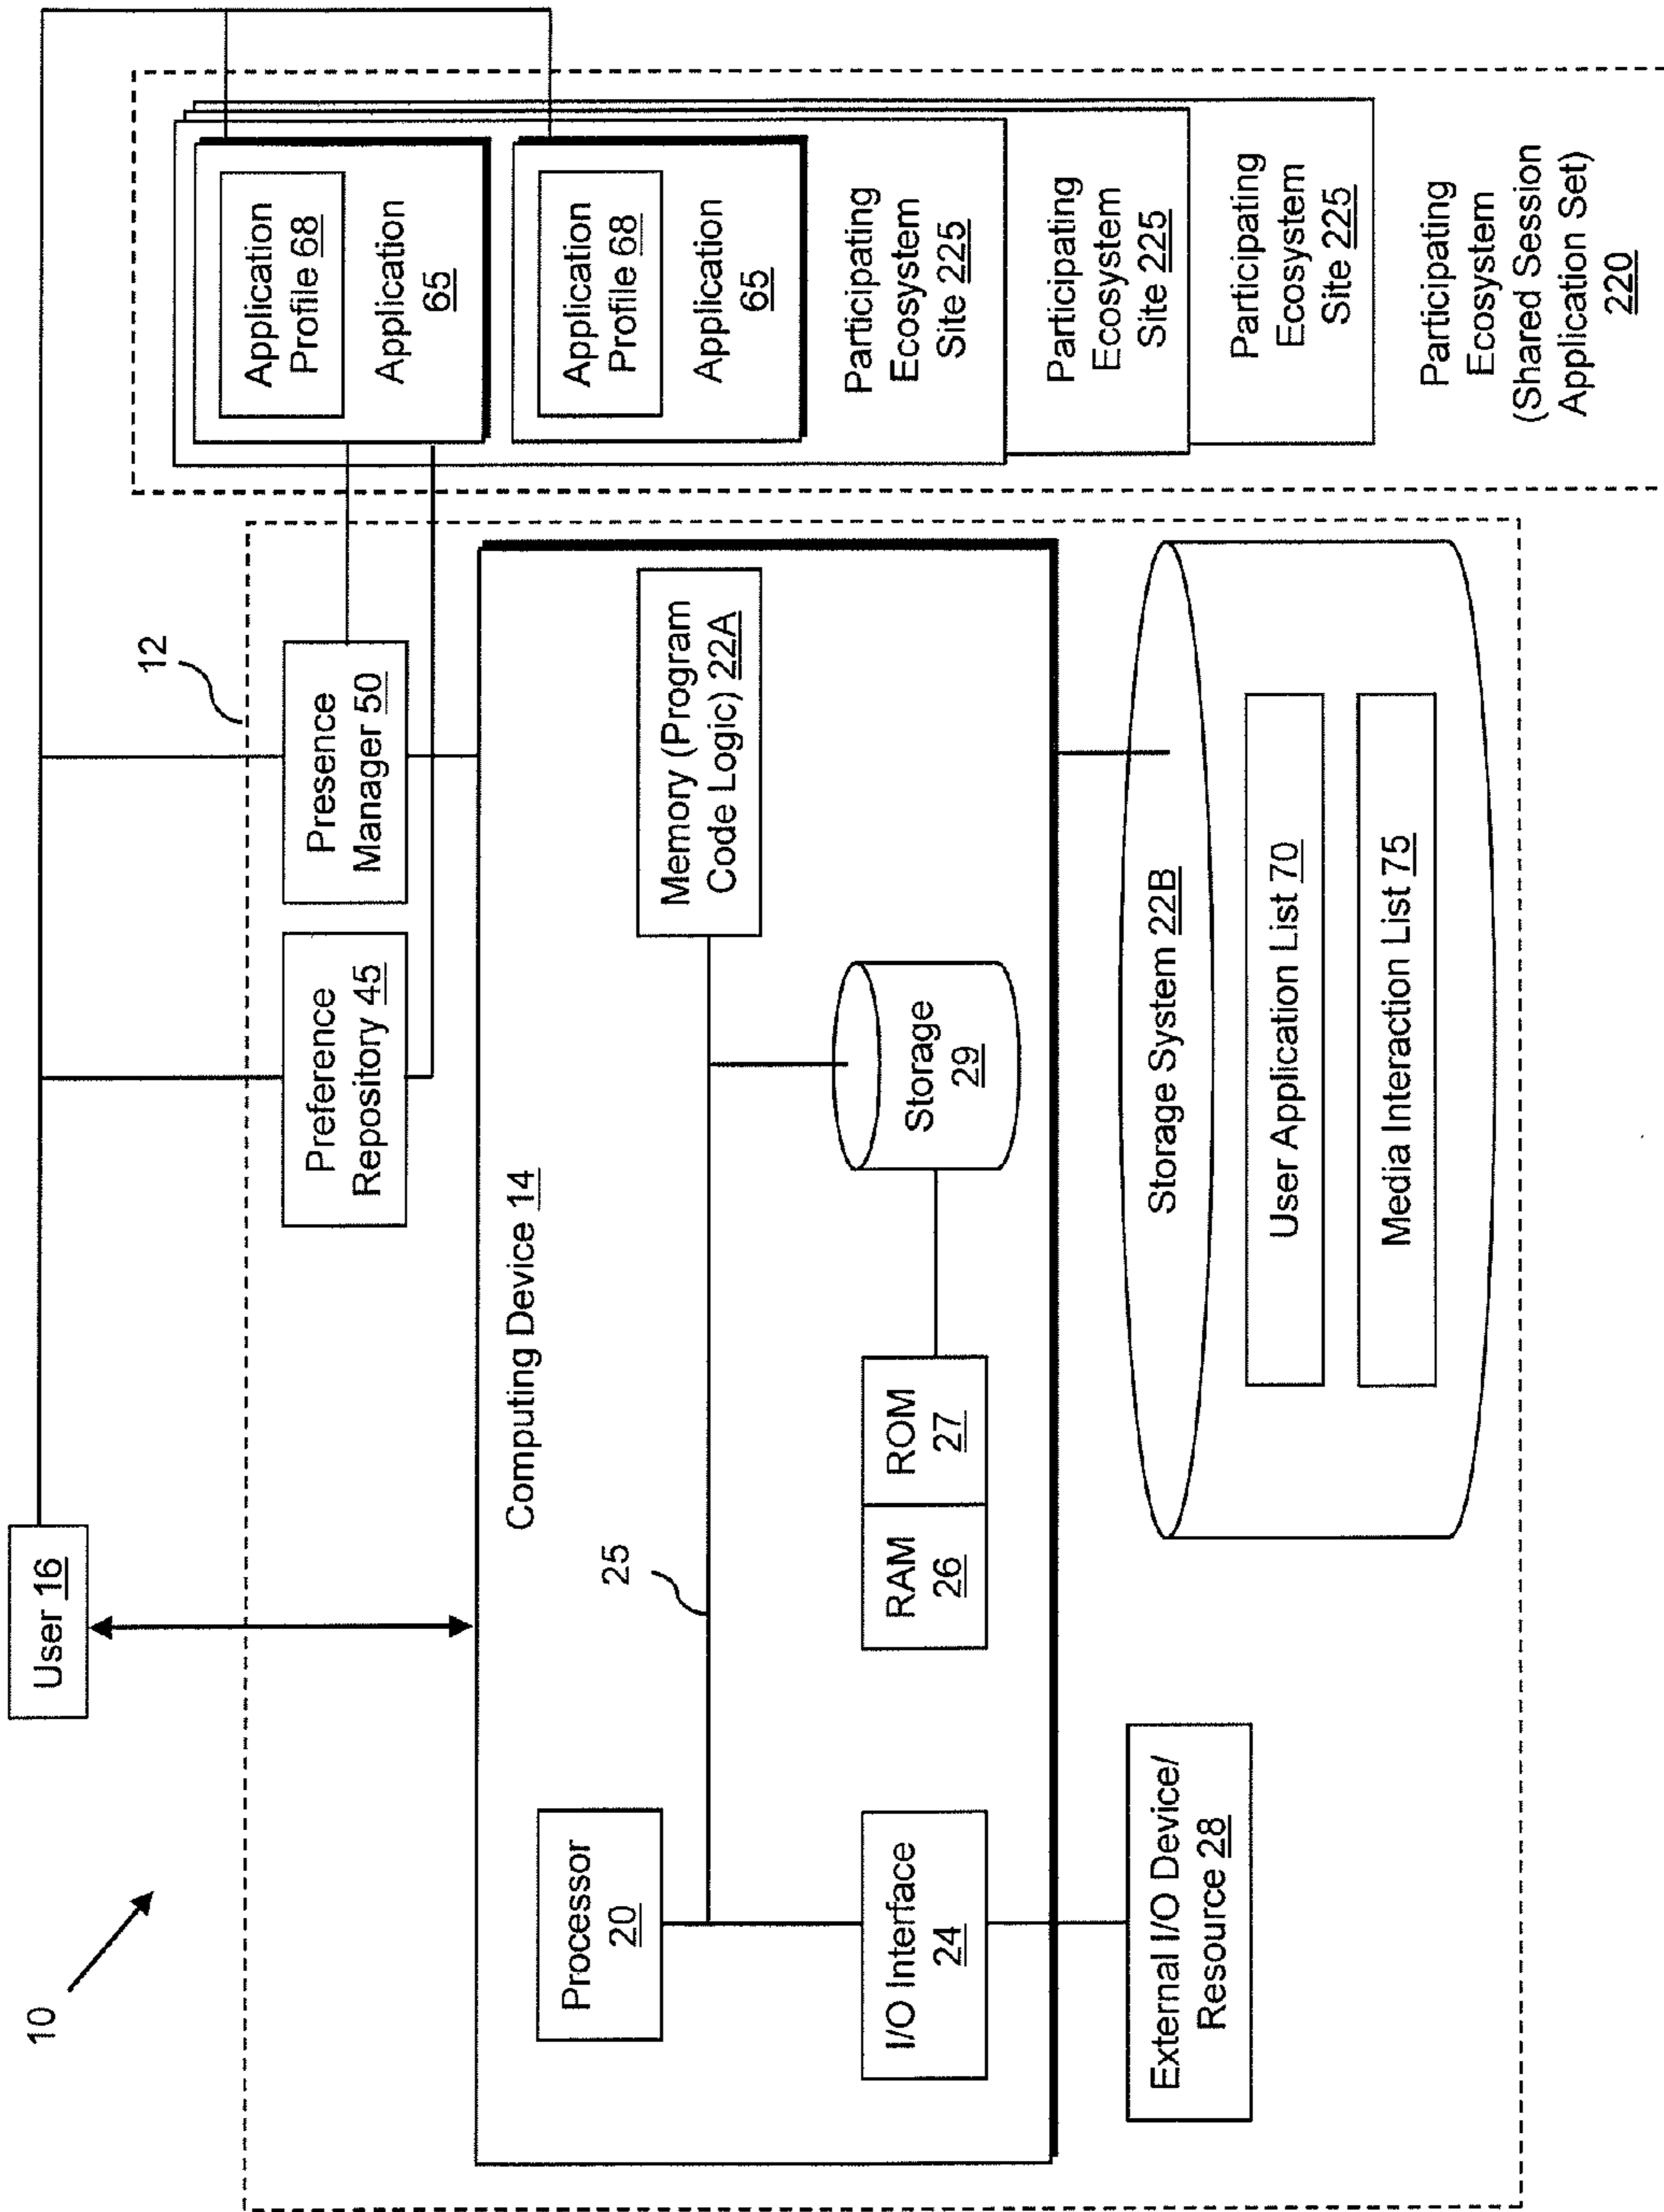 10
User 16
12
Preference
Repository 45
Presence
Manager 50
Computing Device 14
Processor
20
Memory (Program
Code Logic) 22A
25
I/O Interface
24
RAM
26
ROM
27
Storage
29
External I/O Device/
Resource 28
Storage System 22B
User Application List 70
Media Interaction List 75
Application
Profile 68
Application
65
Application
Profile 68
Application
65
Participating
Ecosystem
Site 225
Participating
Ecosystem
Site 225
Participating
Ecosystem
Site 225
Participating
Ecosystem
(Shared Session
Application Set)
220